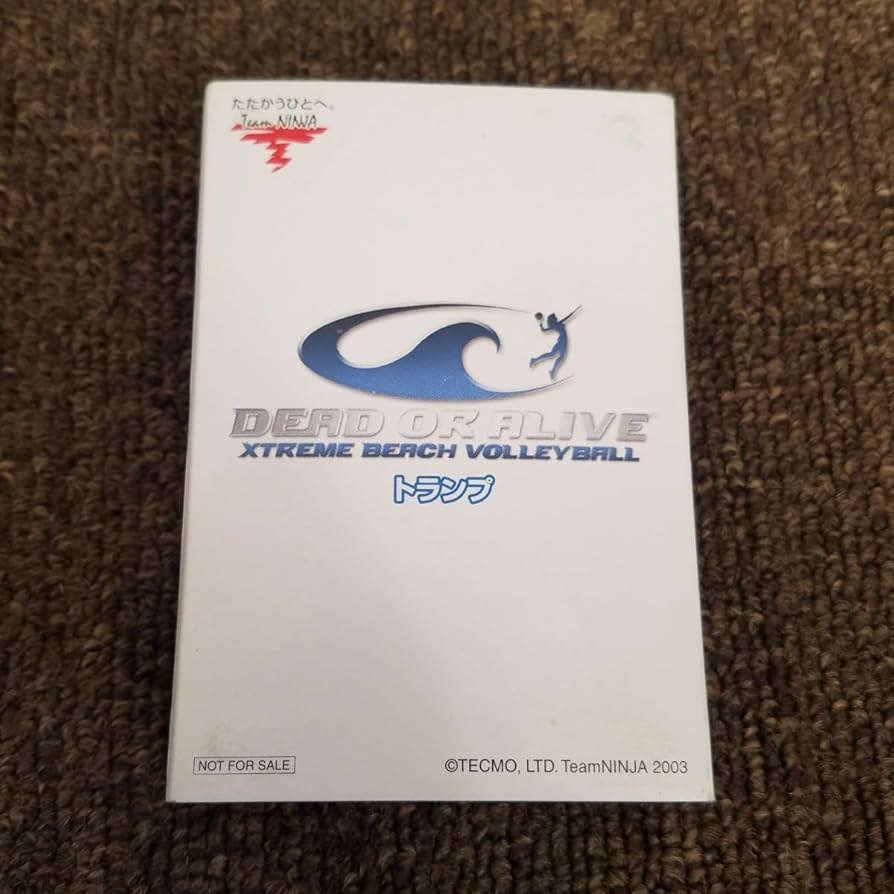 たたかうひとへ。
Team NINJA
DEAD OR ALIVE
XTREME BEACH VOLLEYBALL
トランプ
NOT FOR SALE
©TECMO, LTD. TeamNINJA 2003